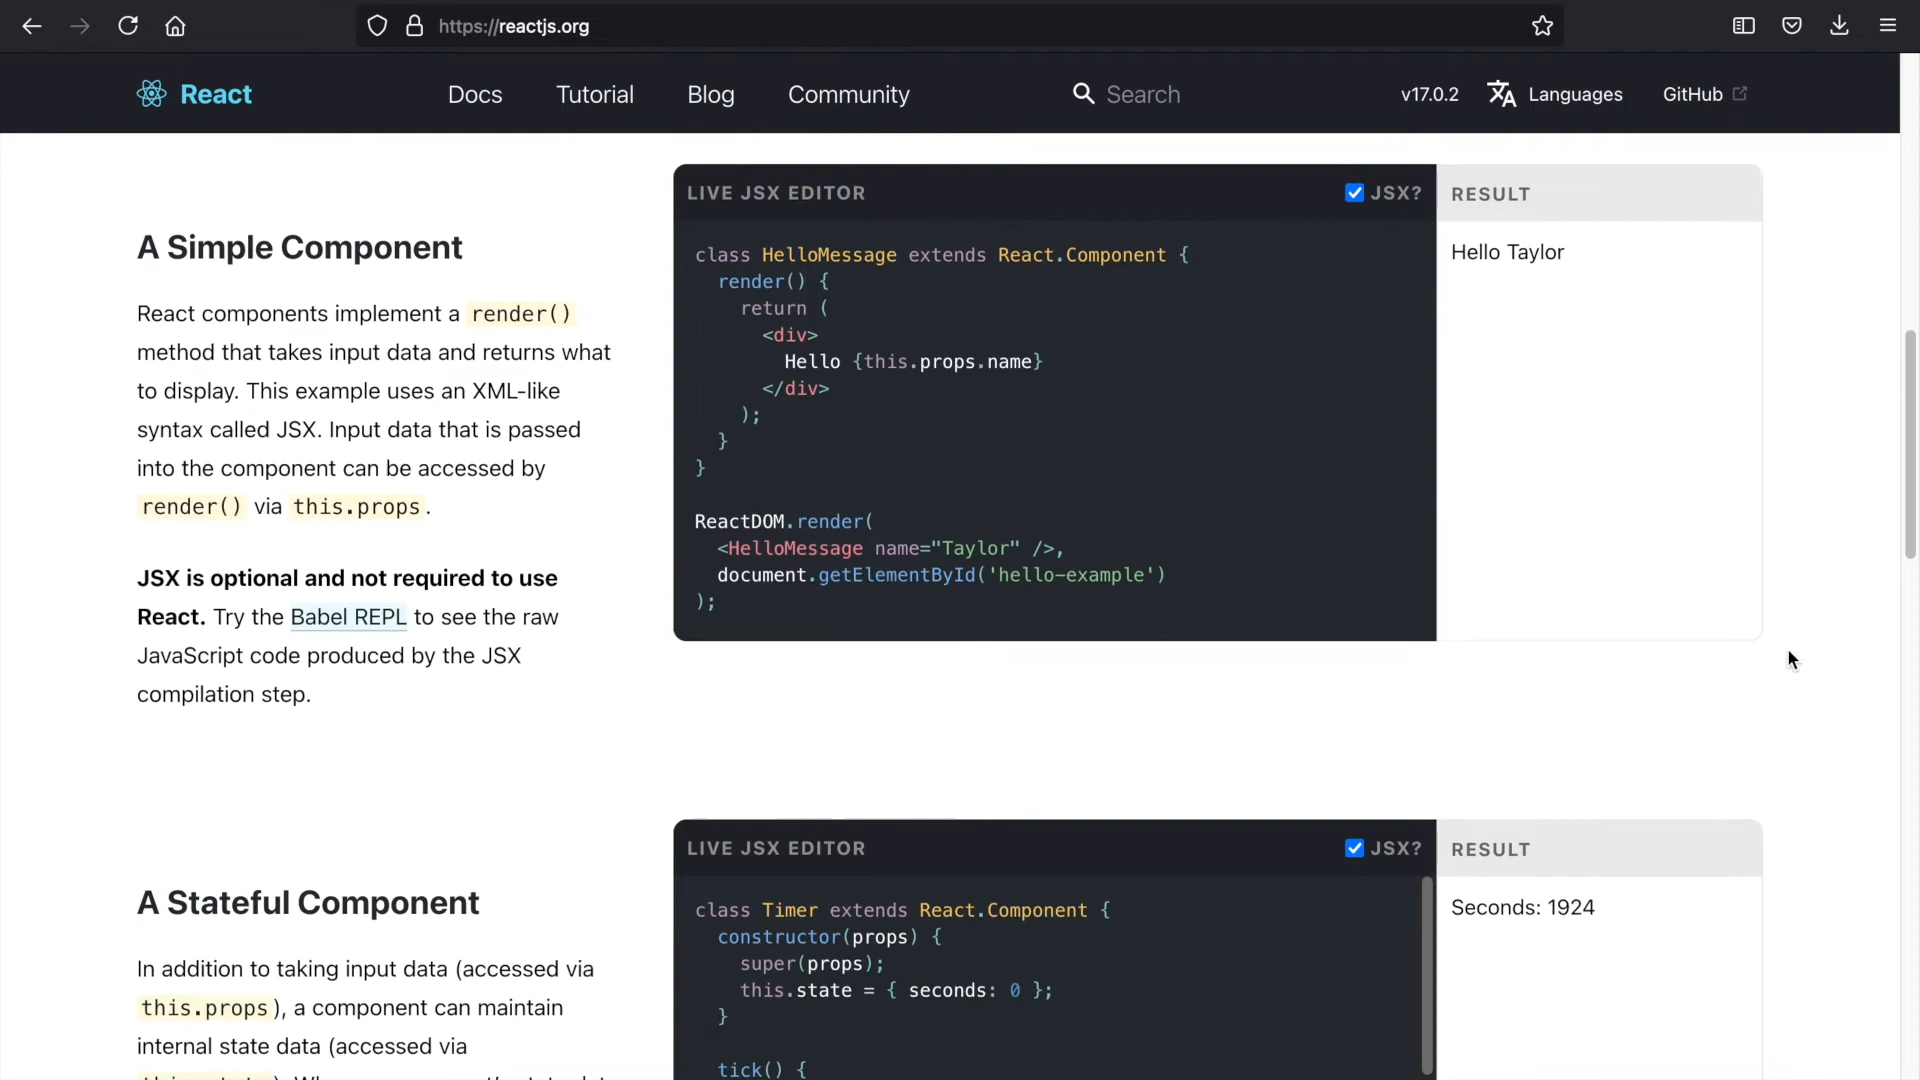 https://reactjs.org
React
Docs
Tutorial
Blog
Community
Search
v17.0.2
Languages
GitHub
A Simple Component
React components implement a render()
method that takes input data and returns what
to display. This example uses an XML-like
syntax called JSX. Input data that is passed
into the component can be accessed by
render() via this.props.
JSX is optional and not required to use
React. Try the Babel REPL to see the raw
JavaScript code produced by the JSX
compilation step.
LIVE JSX EDITOR
JSX?
class HelloMessage extends React.Component {
  render() {
    return (
      <div>
        Hello {this.props.name}
      </div>
    );
  }
}
ReactDOM.render(
  <HelloMessage name="Taylor" />,
  document.getElementById('hello-example')
);
RESULT
Hello Taylor
A Stateful Component
In addition to taking input data (accessed via
this.props), a component can maintain
internal state data (accessed via
LIVE JSX EDITOR
JSX?
class Timer extends React.Component {
  constructor(props) {
    super(props);
    this.state = { seconds: 0 };
  }
  tick() {
RESULT
Seconds: 1924